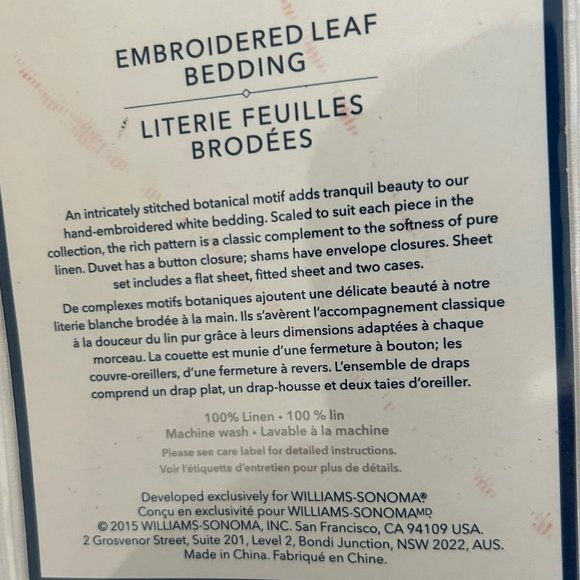 EMBROIDERED LEAF
BEDDING
LITERIE FEUILLES
BRODÉES
An intricately stitched botanical motif adds tranquil beauty to our
hand-embroidered white bedding. Scaled to suit each piece in the
collection, the rich pattern is a classic complement to the softness of pure
linen. Duvet has a button closure; shams have envelope closures. Sheet
set includes a flat sheet, fitted sheet and two cases.
De complexes motifs botaniques ajoutent une délicate beauté à notre
literie blanche brodée à la main. Ils s'avèrent l'accompagnement classique
à la douceur du lin pur grâce à leurs dimensions adaptées à chaque
morceau. La couette est munie d'une fermeture à bouton; les
couvre-oreillers, d'une fermeture à revers. L'ensemble de draps
comprend un drap plat, un drap-housse et deux taies d'oreiller.
100% Linen • 100 % lin
Machine wash • Lavable à la machine
Please see care label for detailed instructions.
Voir l'étiquette d'entretien pour plus de détails.
Developed exclusively for WILLIAMS-SONOMA®
Conçu en exclusivité pour WILLIAMS-SONOMA MD
© 2015 WILLIAMS-SONOMA, INC. San Francisco, CA 94109 USA.
2 Grosvenor Street, Suite 201, Level 2, Bondi Junction, NSW 2022, AUS.
Made in China. Fabriqué en Chine.